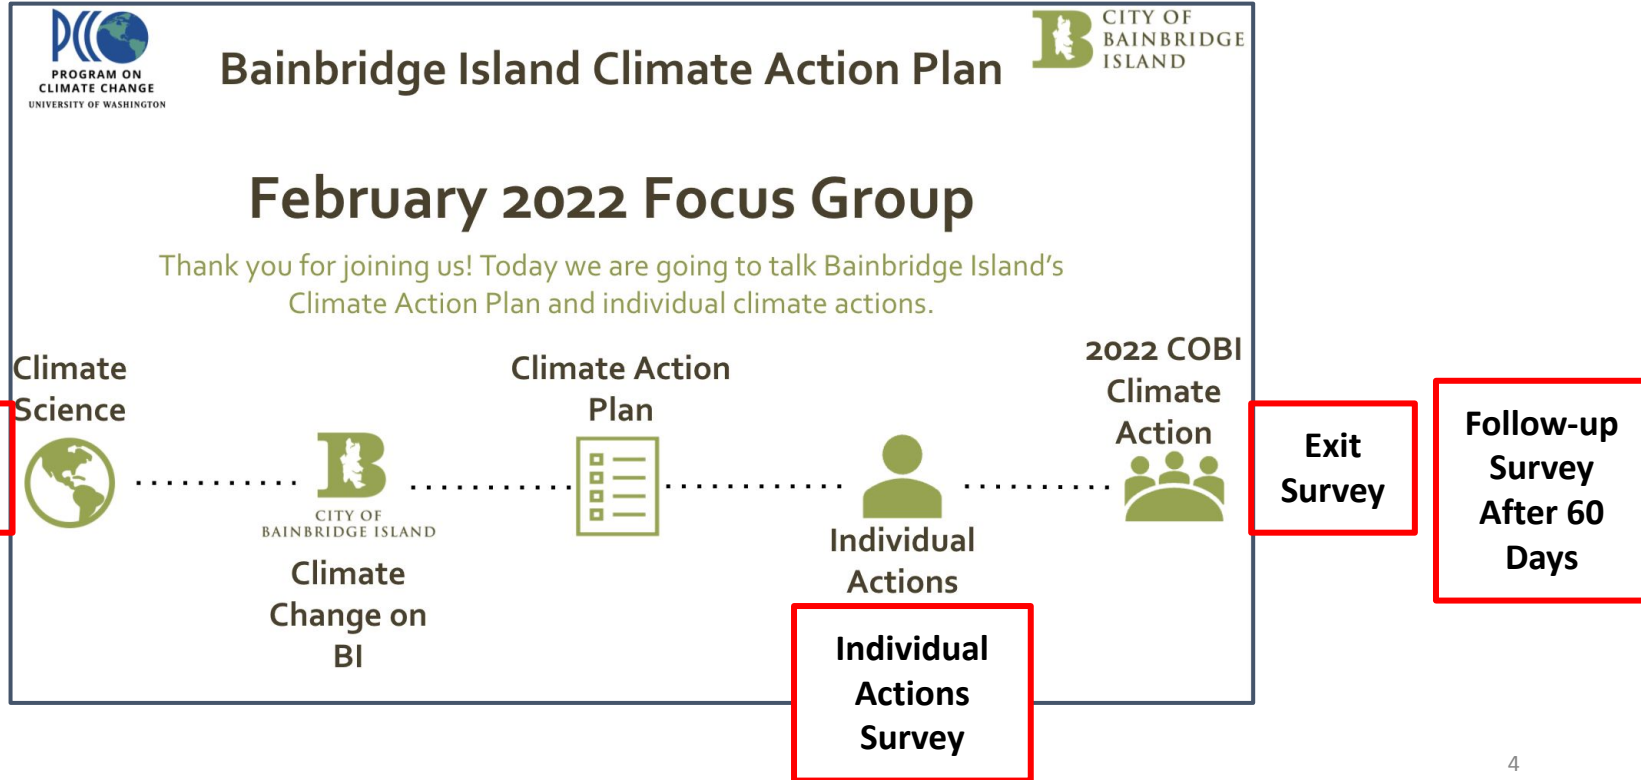 PCC
PROGRAM ON
CLIMATE CHANGE
UNIVERSITY OF WASHINGTON
Bainbridge Island Climate Action Plan
B
CITY OF
BAINBRIDGE
ISLAND
February 2022 Focus Group
Thank you for joining us! Today we are going to talk Bainbridge Island's
Climate Action Plan and individual climate actions.
Climate
Science
B
CITY OF
BAINBRIDGE ISLAND
Climate
Change on
BI
Climate Action
Plan
Individual
Actions
Individual
Actions
Survey
2022 COBI
Climate
Action
Exit
Survey
Follow-up
Survey
After 60
Days
4